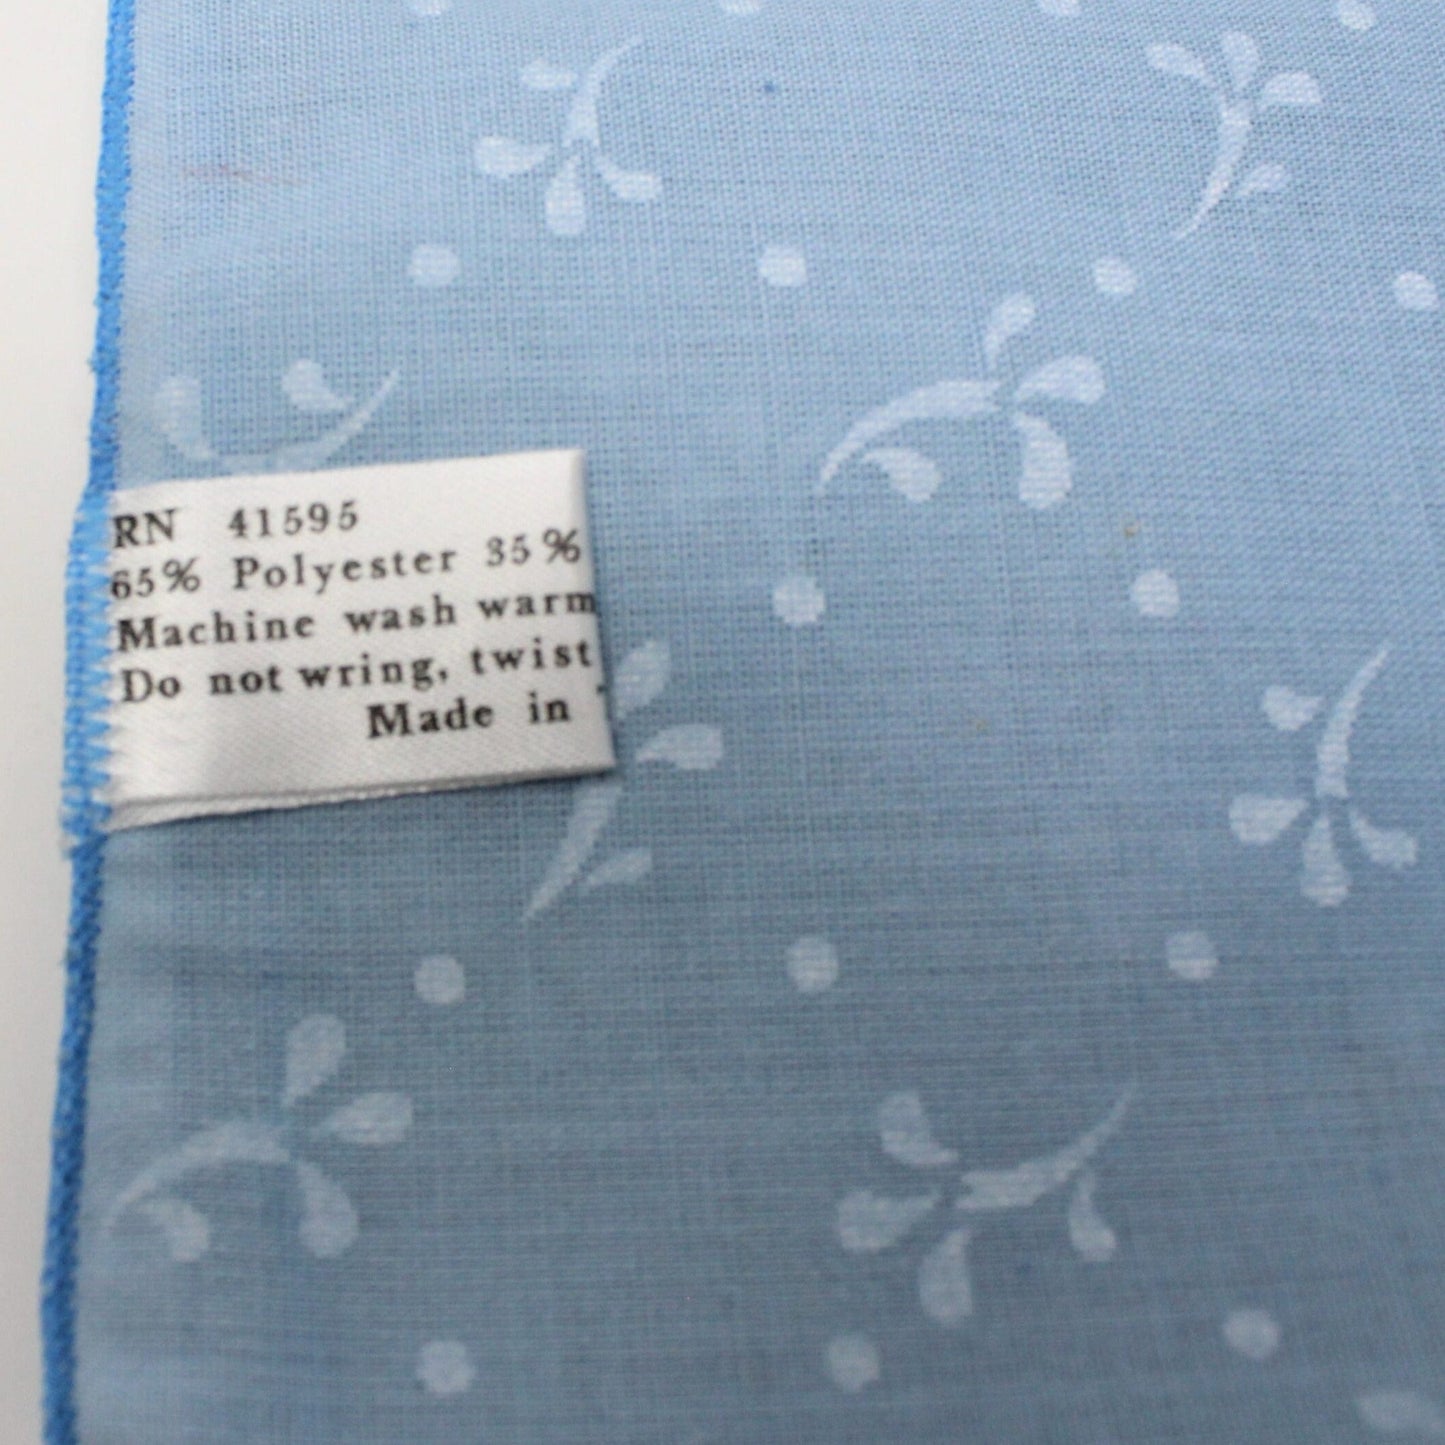 RN 41595
65% Polyester 35%
Machine wash warm
Do not wring, twist
Made in